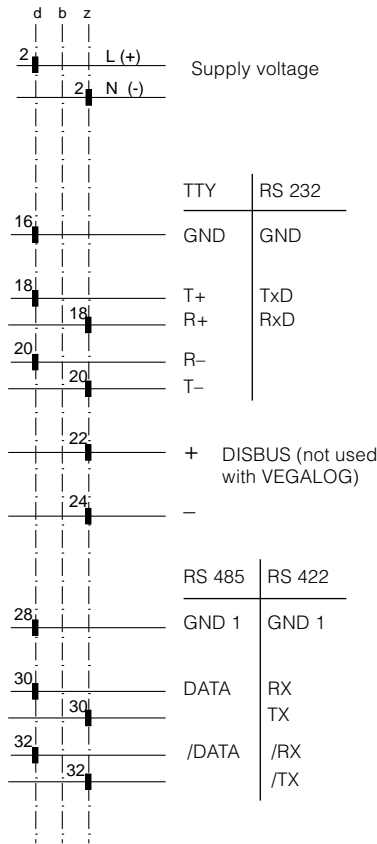 d b z
2 L (+)
Supply voltage
2 N (-)
TTY RS 232
16 GND GND
18 T+ TxD
18 R+ RxD
20 R–
20 T–
22 + DISBUS (not used
with VEGALOG)
24 –
RS 485 RS 422
28 GND 1 GND 1
30 DATA RX
30 TX
32 /DATA /RX
32 /TX